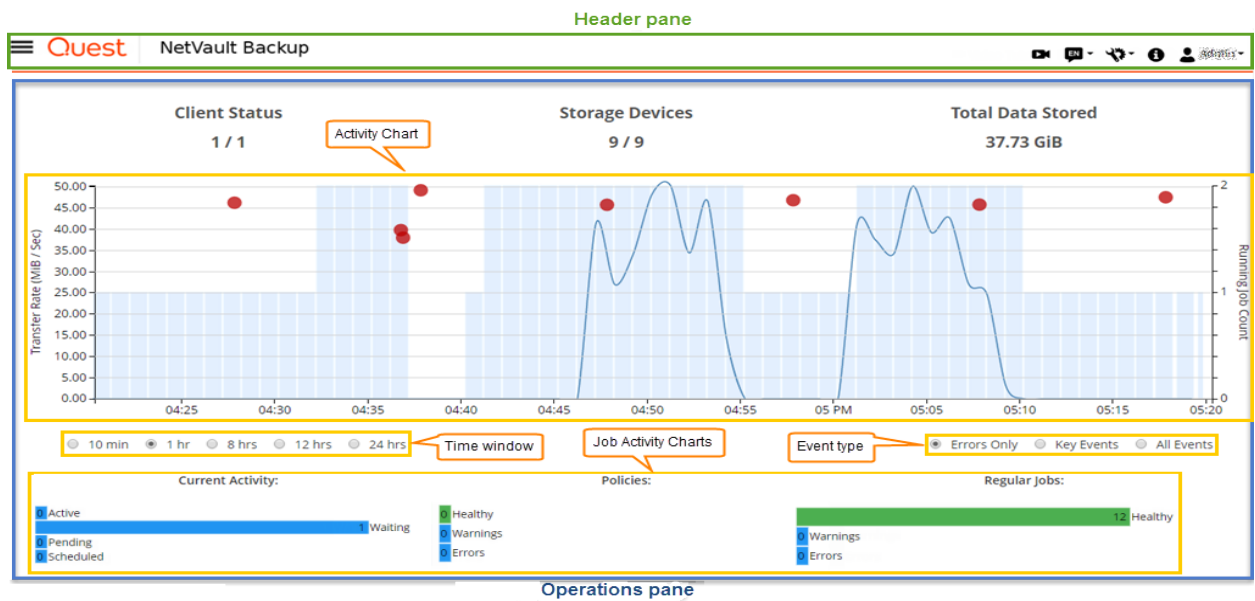 Header pane
Quest NetVault Backup
EN
Client Status
1 / 1
Storage Devices
9 / 9
Total Data Stored
37.73 GiB
Activity Chart
Transfer Rate (MiB / Sec)
50.00
45.00
40.00
35.00
30.00
25.00
20.00
15.00
10.00
5.00
0.00
04:25 04:30 04:35 04:40 04:45 04:50 04:55 05 PM 05:05 05:10 05:15 05:20
2
1
0
Running Job Count
10 min 1 hr 8 hrs 12 hrs 24 hrs
Time window
Job Activity Charts
Event type
Errors Only Key Events All Events
Current Activity:
0 Active
1 Waiting
0 Pending
0 Scheduled
Policies:
0 Healthy
0 Warnings
0 Errors
Regular Jobs:
12 Healthy
0 Warnings
0 Errors
Operations pane